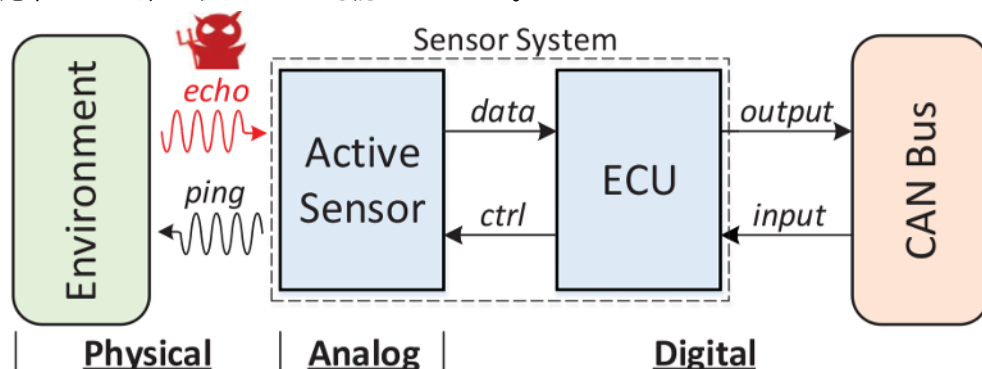 Sensor System
Environment
echo
ping
Active
Sensor
data
ctrl
ECU
output
input
CAN Bus
Physical
Analog
Digital